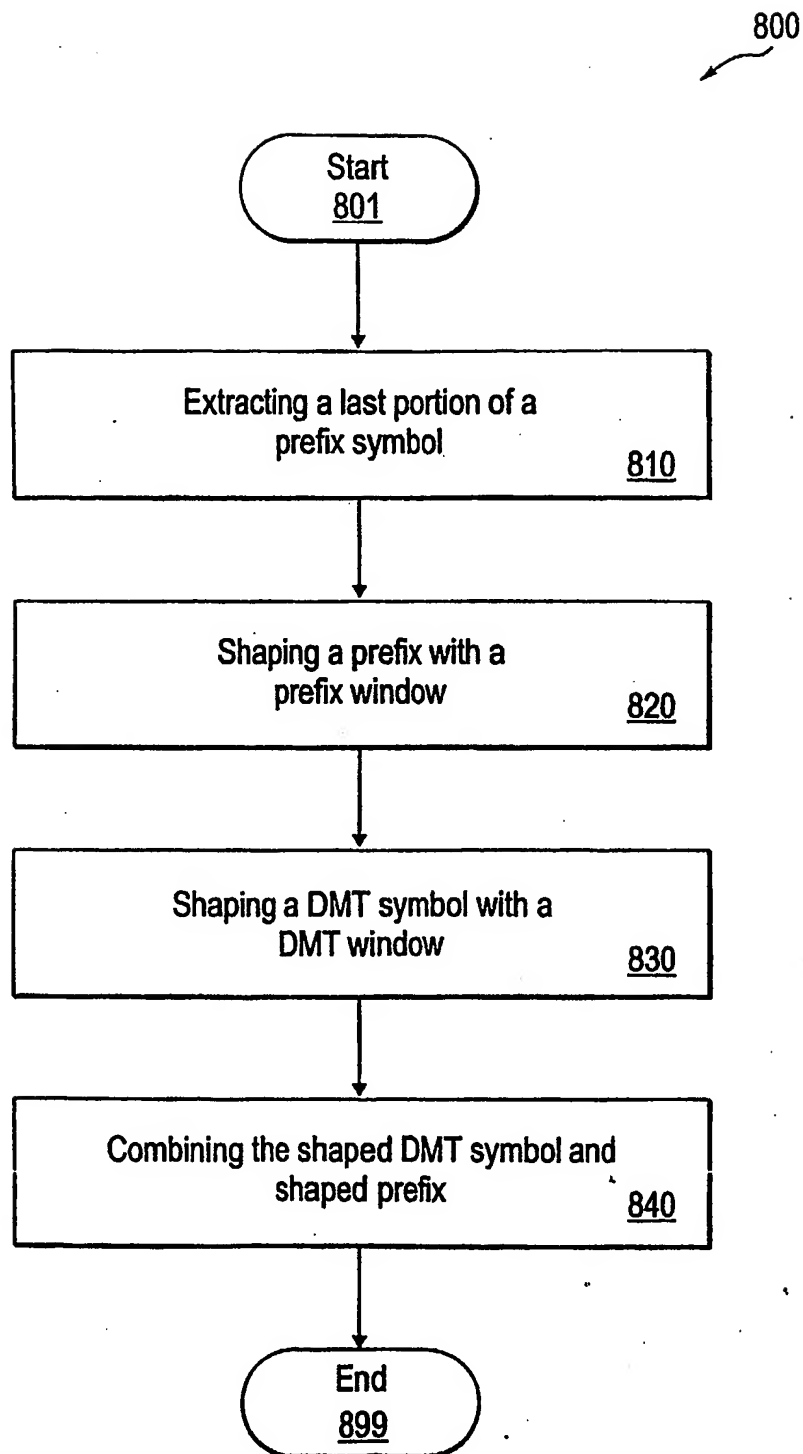 800
Start
801
Extracting a last portion of a
prefix symbol
810
Shaping a prefix with a
prefix window
820
Shaping a DMT symbol with a
DMT window
830
Combining the shaped DMT symbol and
shaped prefix
840
End
899